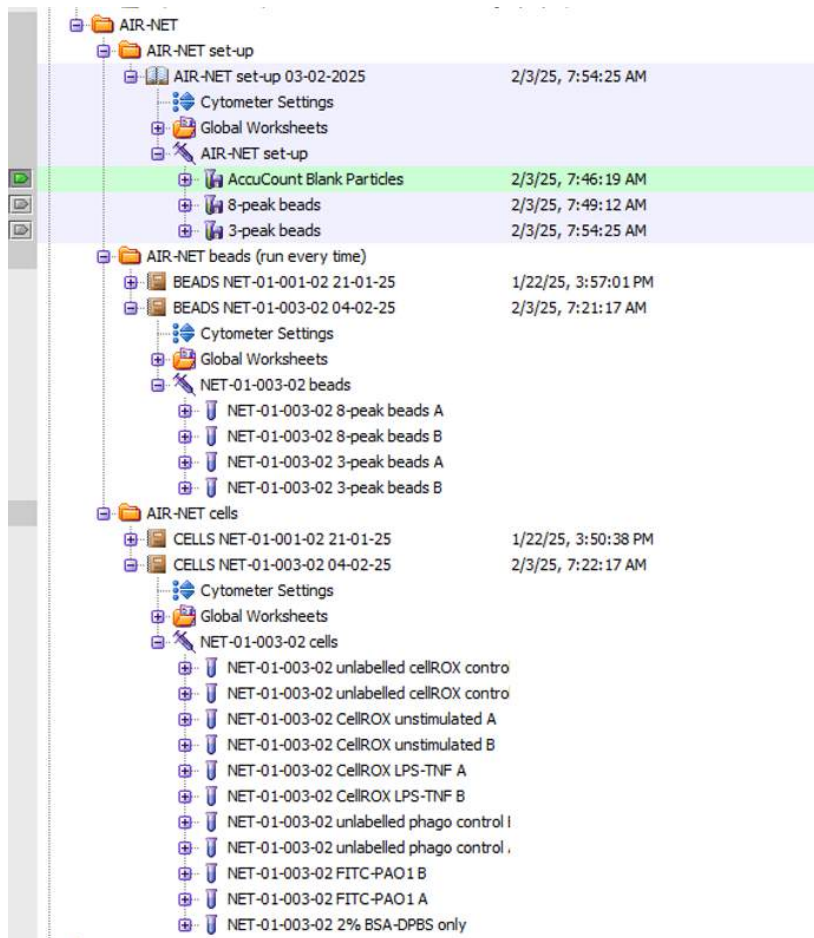 AIR-NET
AIR-NET set-up
AIR-NET set-up 03-02-2025 2/3/25, 7:54:25 AM
Cytometer Settings
Global Worksheets
AIR-NET set-up
AccuCount Blank Particles 2/3/25, 7:46:19 AM
8-peak beads 2/3/25, 7:49:12 AM
3-peak beads 2/3/25, 7:54:25 AM
AIR-NET beads (run every time)
BEADS NET-01-001-02 21-01-25 1/22/25, 3:57:01 PM
BEADS NET-01-003-02 04-02-25 2/3/25, 7:21:17 AM
Cytometer Settings
Global Worksheets
NET-01-003-02 beads
NET-01-003-02 8-peak beads A
NET-01-003-02 8-peak beads B
NET-01-003-02 3-peak beads A
NET-01-003-02 3-peak beads B
AIR-NET cells
CELLS NET-01-001-02 21-01-25 1/22/25, 3:50:38 PM
CELLS NET-01-003-02 04-02-25 2/3/25, 7:22:17 AM
Cytometer Settings
Global Worksheets
NET-01-003-02 cells
NET-01-003-02 unlabelled cellROX contro
NET-01-003-02 unlabelled cellROX contro
NET-01-003-02 CellROX unstimulated A
NET-01-003-02 CellROX unstimulated B
NET-01-003-02 CellROX LPS-TNF A
NET-01-003-02 CellROX LPS-TNF B
NET-01-003-02 unlabelled phago control
NET-01-003-02 unlabelled phago control
NET-01-003-02 FITC-PAO1 B
NET-01-003-02 FITC-PAO1 A
NET-01-003-02 2% BSA-DPBS only